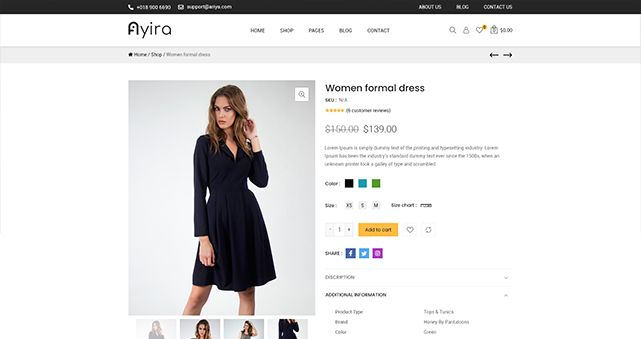 +018 900 6690 support@ariya.com ABOUT US BLOG CONTACT US
Ayira HOME SHOP PAGES BLOG CONTACT 0 0 $0.00
Home / Shop / Women formal dress
Women formal dress
SKU : N/A
(5 customer reviews)
$150.00 $139.00
Lorem Ipsum is simply dummy text of the printing and typesetting industry. Lorem
Ipsum has been the industry's standard dummy text ever since the 1500s, when an
unknown printer took a galley of type and scrambled
Color :
Size : XS S M Size chart :
- 1 + Add to cart
SHARE :
DISCRIPTION
ADDITIONAL INFORMATION
Product Type Tops & Tunics
Brand Honey By Pantaloons
Color Green